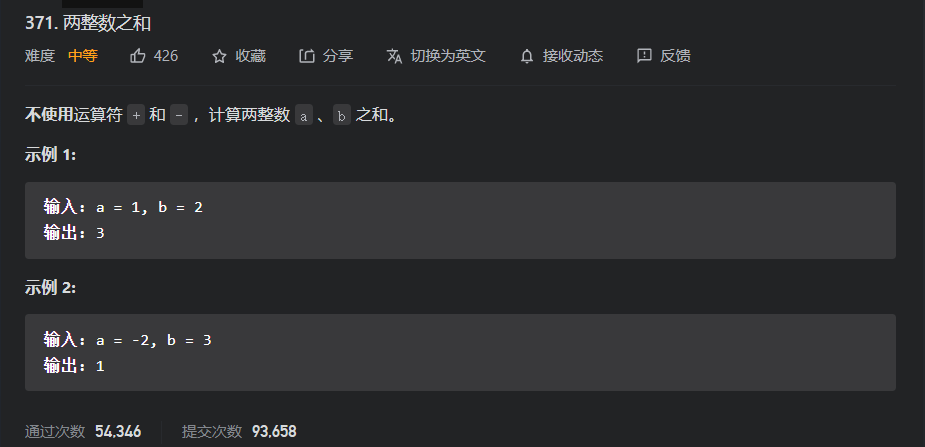 371. 两整数之和
难度 中等 426 收藏 分享 切换为英文 接收动态 反馈
不使用运算符 + 和 - ，计算两整数 a 、b 之和。
示例 1:
输入: a = 1, b = 2
输出: 3
示例 2:
输入: a = -2, b = 3
输出: 1
通过次数 54,346 提交次数 93,658